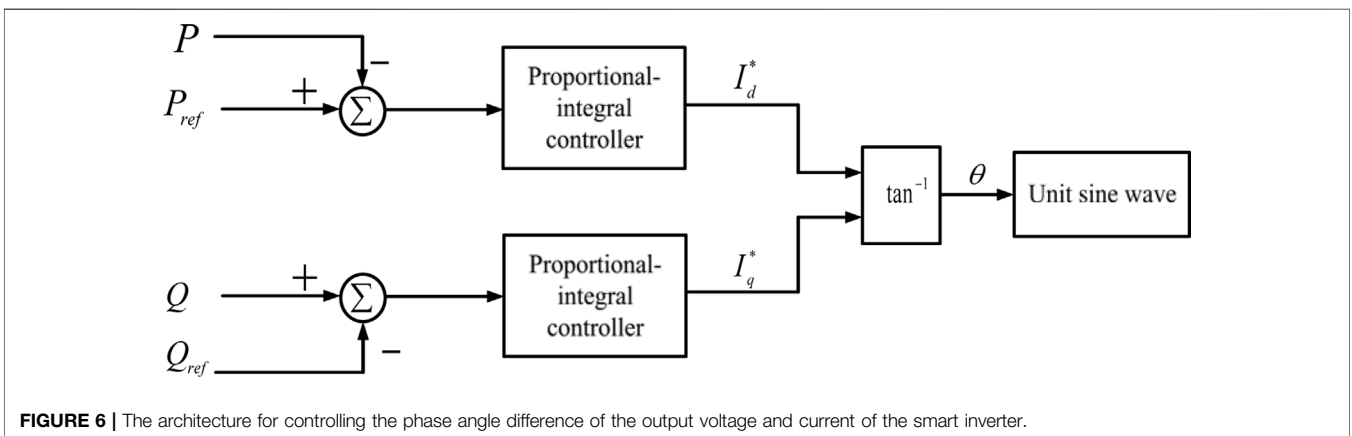 P
−
P_ref
+
Σ
Proportional-
integral
controller
I_d^*
tan⁻¹
θ
Unit sine wave
Q
+
Σ
Q_ref
−
Proportional-
integral
controller
I_q^*
FIGURE 6 | The architecture for controlling the phase angle difference of the output voltage and current of the smart inverter.